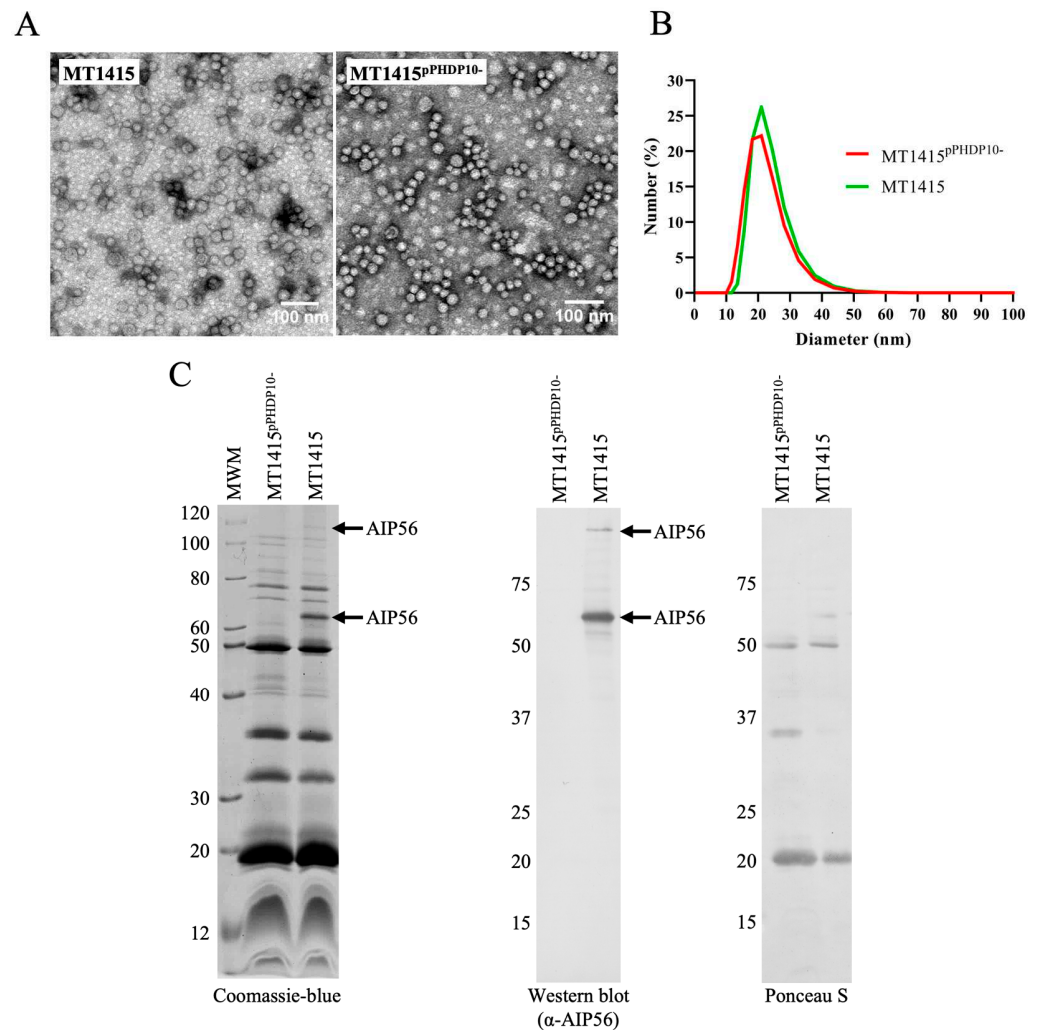 A
MT1415
100 nm
MT1415pPHDP10-
100 nm
B
30
25
20
15
10
5
0
Number (%)
0 10 20 30 40 50 60 70 80 90 100
Diameter (nm)
MT1415pPHDP10-
MT1415
C
MWM
MT1415pPHDP10-
MT1415
120
100
80
60
50
40
30
20
12
AIP56
AIP56
Coomassie-blue
MT1415pPHDP10-
MT1415
75
50
37
25
20
15
AIP56
AIP56
Western blot
(α-AIP56)
MT1415pPHDP10-
MT1415
75
50
37
25
20
15
Ponceau S